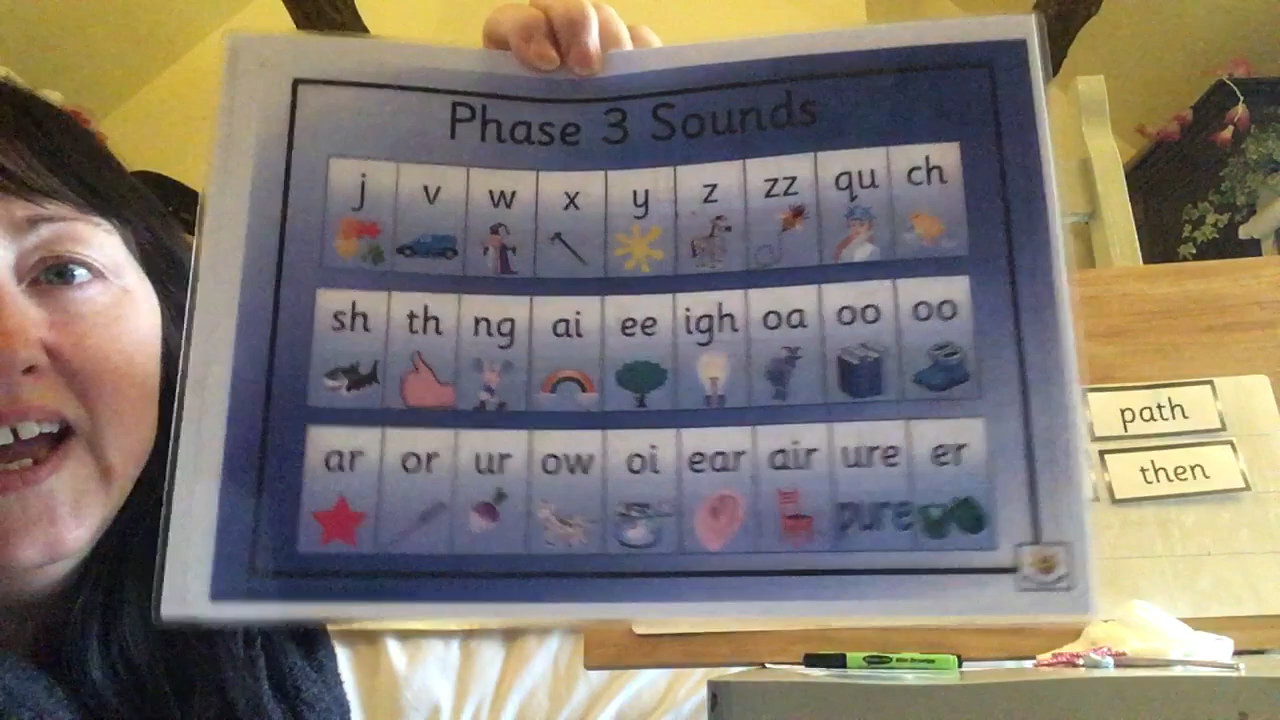 Phase 3 Sounds
j v w x y z zz qu ch
sh th ng ai ee igh oa oo oo
ar or ur ow oi ear air ure er
pure
path
then